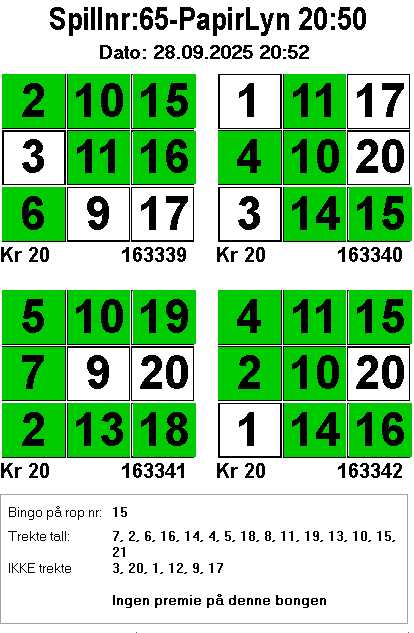 Spillnr:65-PapirLyn 20:50
Dato: 28.09.2025 20:52
2 10 15 1 11 17
3 11 16 4 10 20
6 9 17 3 14 15
Kr 20 163339 Kr 20 163340
5 10 19 4 11 15
7 9 20 2 10 20
2 13 18 1 14 16
Kr 20 163341 Kr 20 163342
Bingo på rop nr: 15
Trekte tall: 7, 2, 6, 16, 14, 4, 5, 18, 8, 11, 19, 13, 10, 15,
21
IKKE trekte 3, 20, 1, 12, 9, 17
Ingen premie på denne bongen